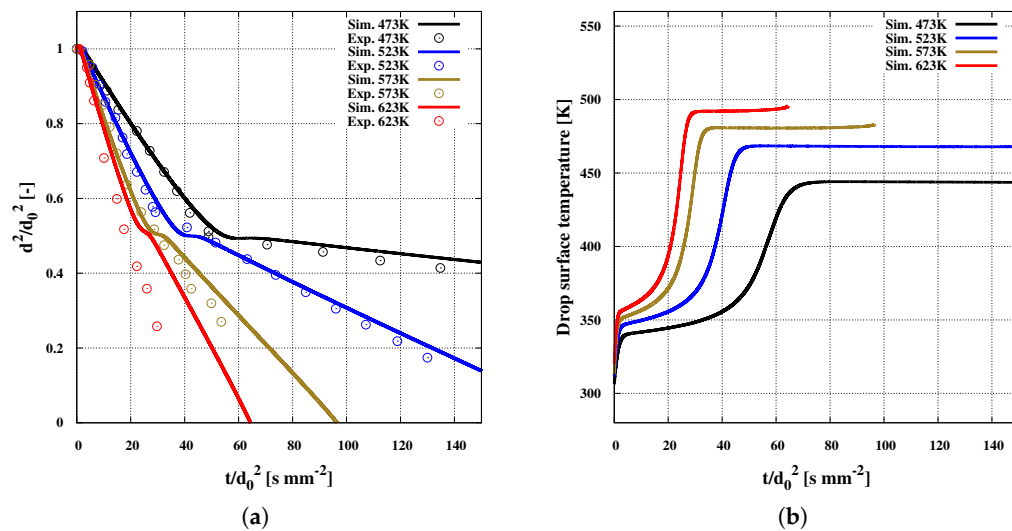 Sim. 473K
Exp. 473K
Sim. 523K
Exp. 523K
Sim. 573K
Exp. 573K
Sim. 623K
Exp. 623K
1
0.8
0.6
0.4
0.2
0
d²/d₀² [-]
0 20 40 60 80 100 120 140
t/d₀² [s mm⁻²]
(a)
Sim. 473K
Sim. 523K
Sim. 573K
Sim. 623K
550
500
450
400
350
300
Drop surface temperature [K]
0 20 40 60 80 100 120 140
t/d₀² [s mm⁻²]
(b)